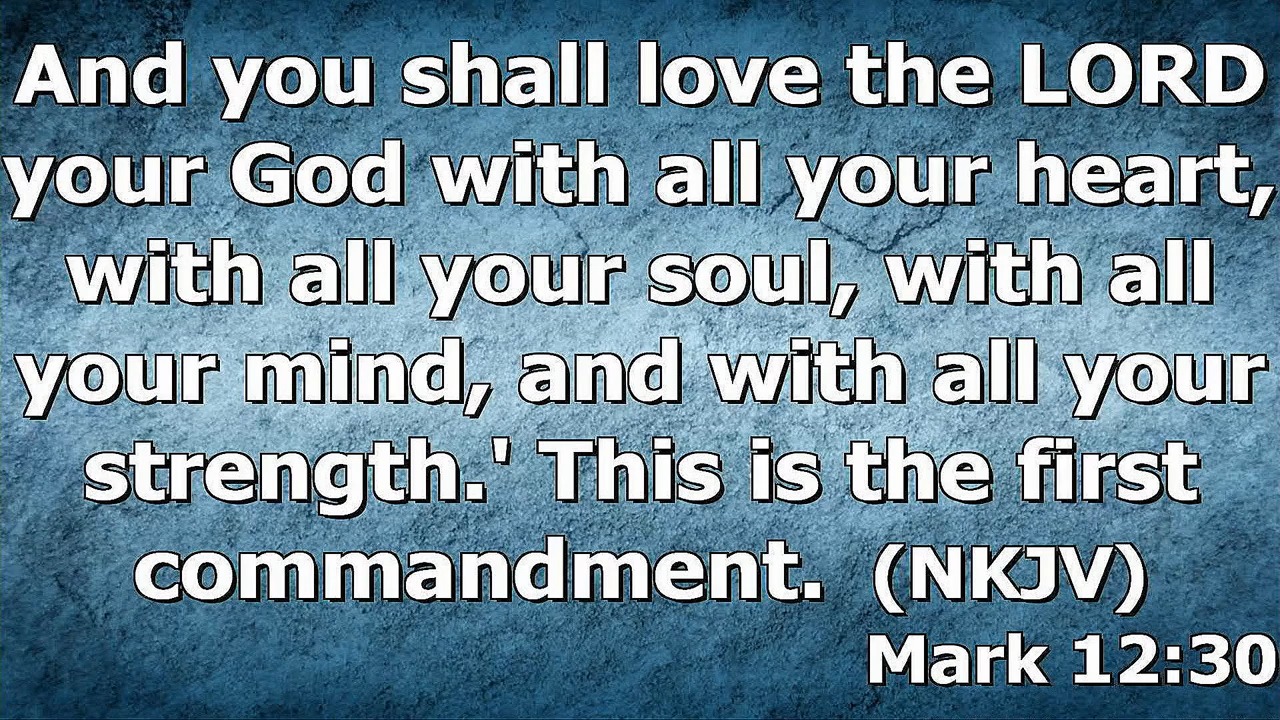 And you shall love the LORD
your God with all your heart,
with all your soul, with all
your mind, and with all your
strength.' This is the first
commandment. (NKJV)
Mark 12:30